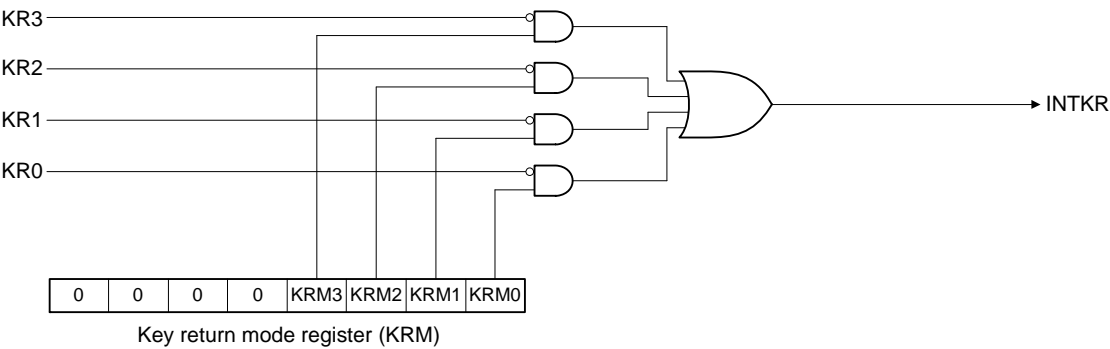 KR3
KR2
KR1
KR0
INTKR
0 0 0 0 KRM3 KRM2 KRM1 KRM0
Key return mode register (KRM)